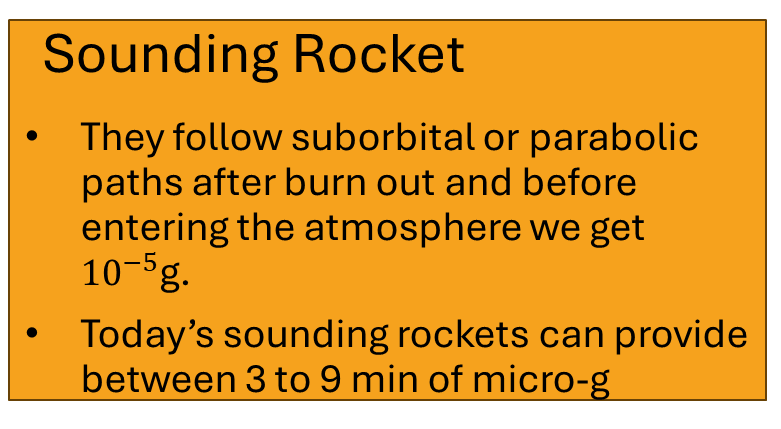 Sounding Rocket
• They follow suborbital or parabolic
paths after burn out and before
entering the atmosphere we get
10⁻⁵g.
• Today’s sounding rockets can provide
between 3 to 9 min of micro-g